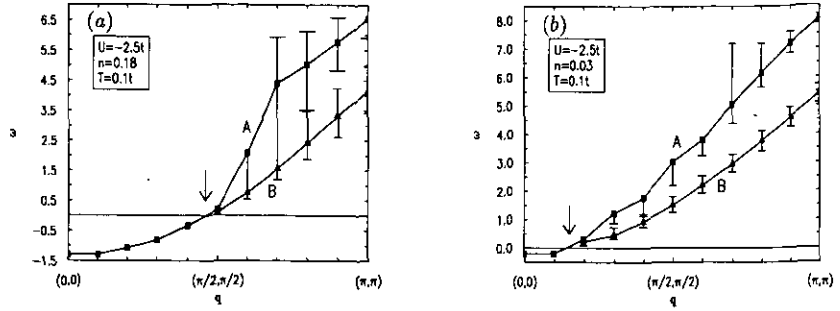 (a)
U=-2.5t
n=0.18
T=0.1t
6.5
5.5
4.5
3.5
2.5
1.5
0.5
-0.5
-1.5
ω
A
B
(0,0)
(π/2,π/2)
(π,π)
q
(b)
U=-2.5t
n=0.03
T=0.1t
8.0
7.0
6.0
5.0
4.0
3.0
2.0
1.0
0.0
ω
A
B
(0,0)
(π/2,π/2)
(π,π)
q